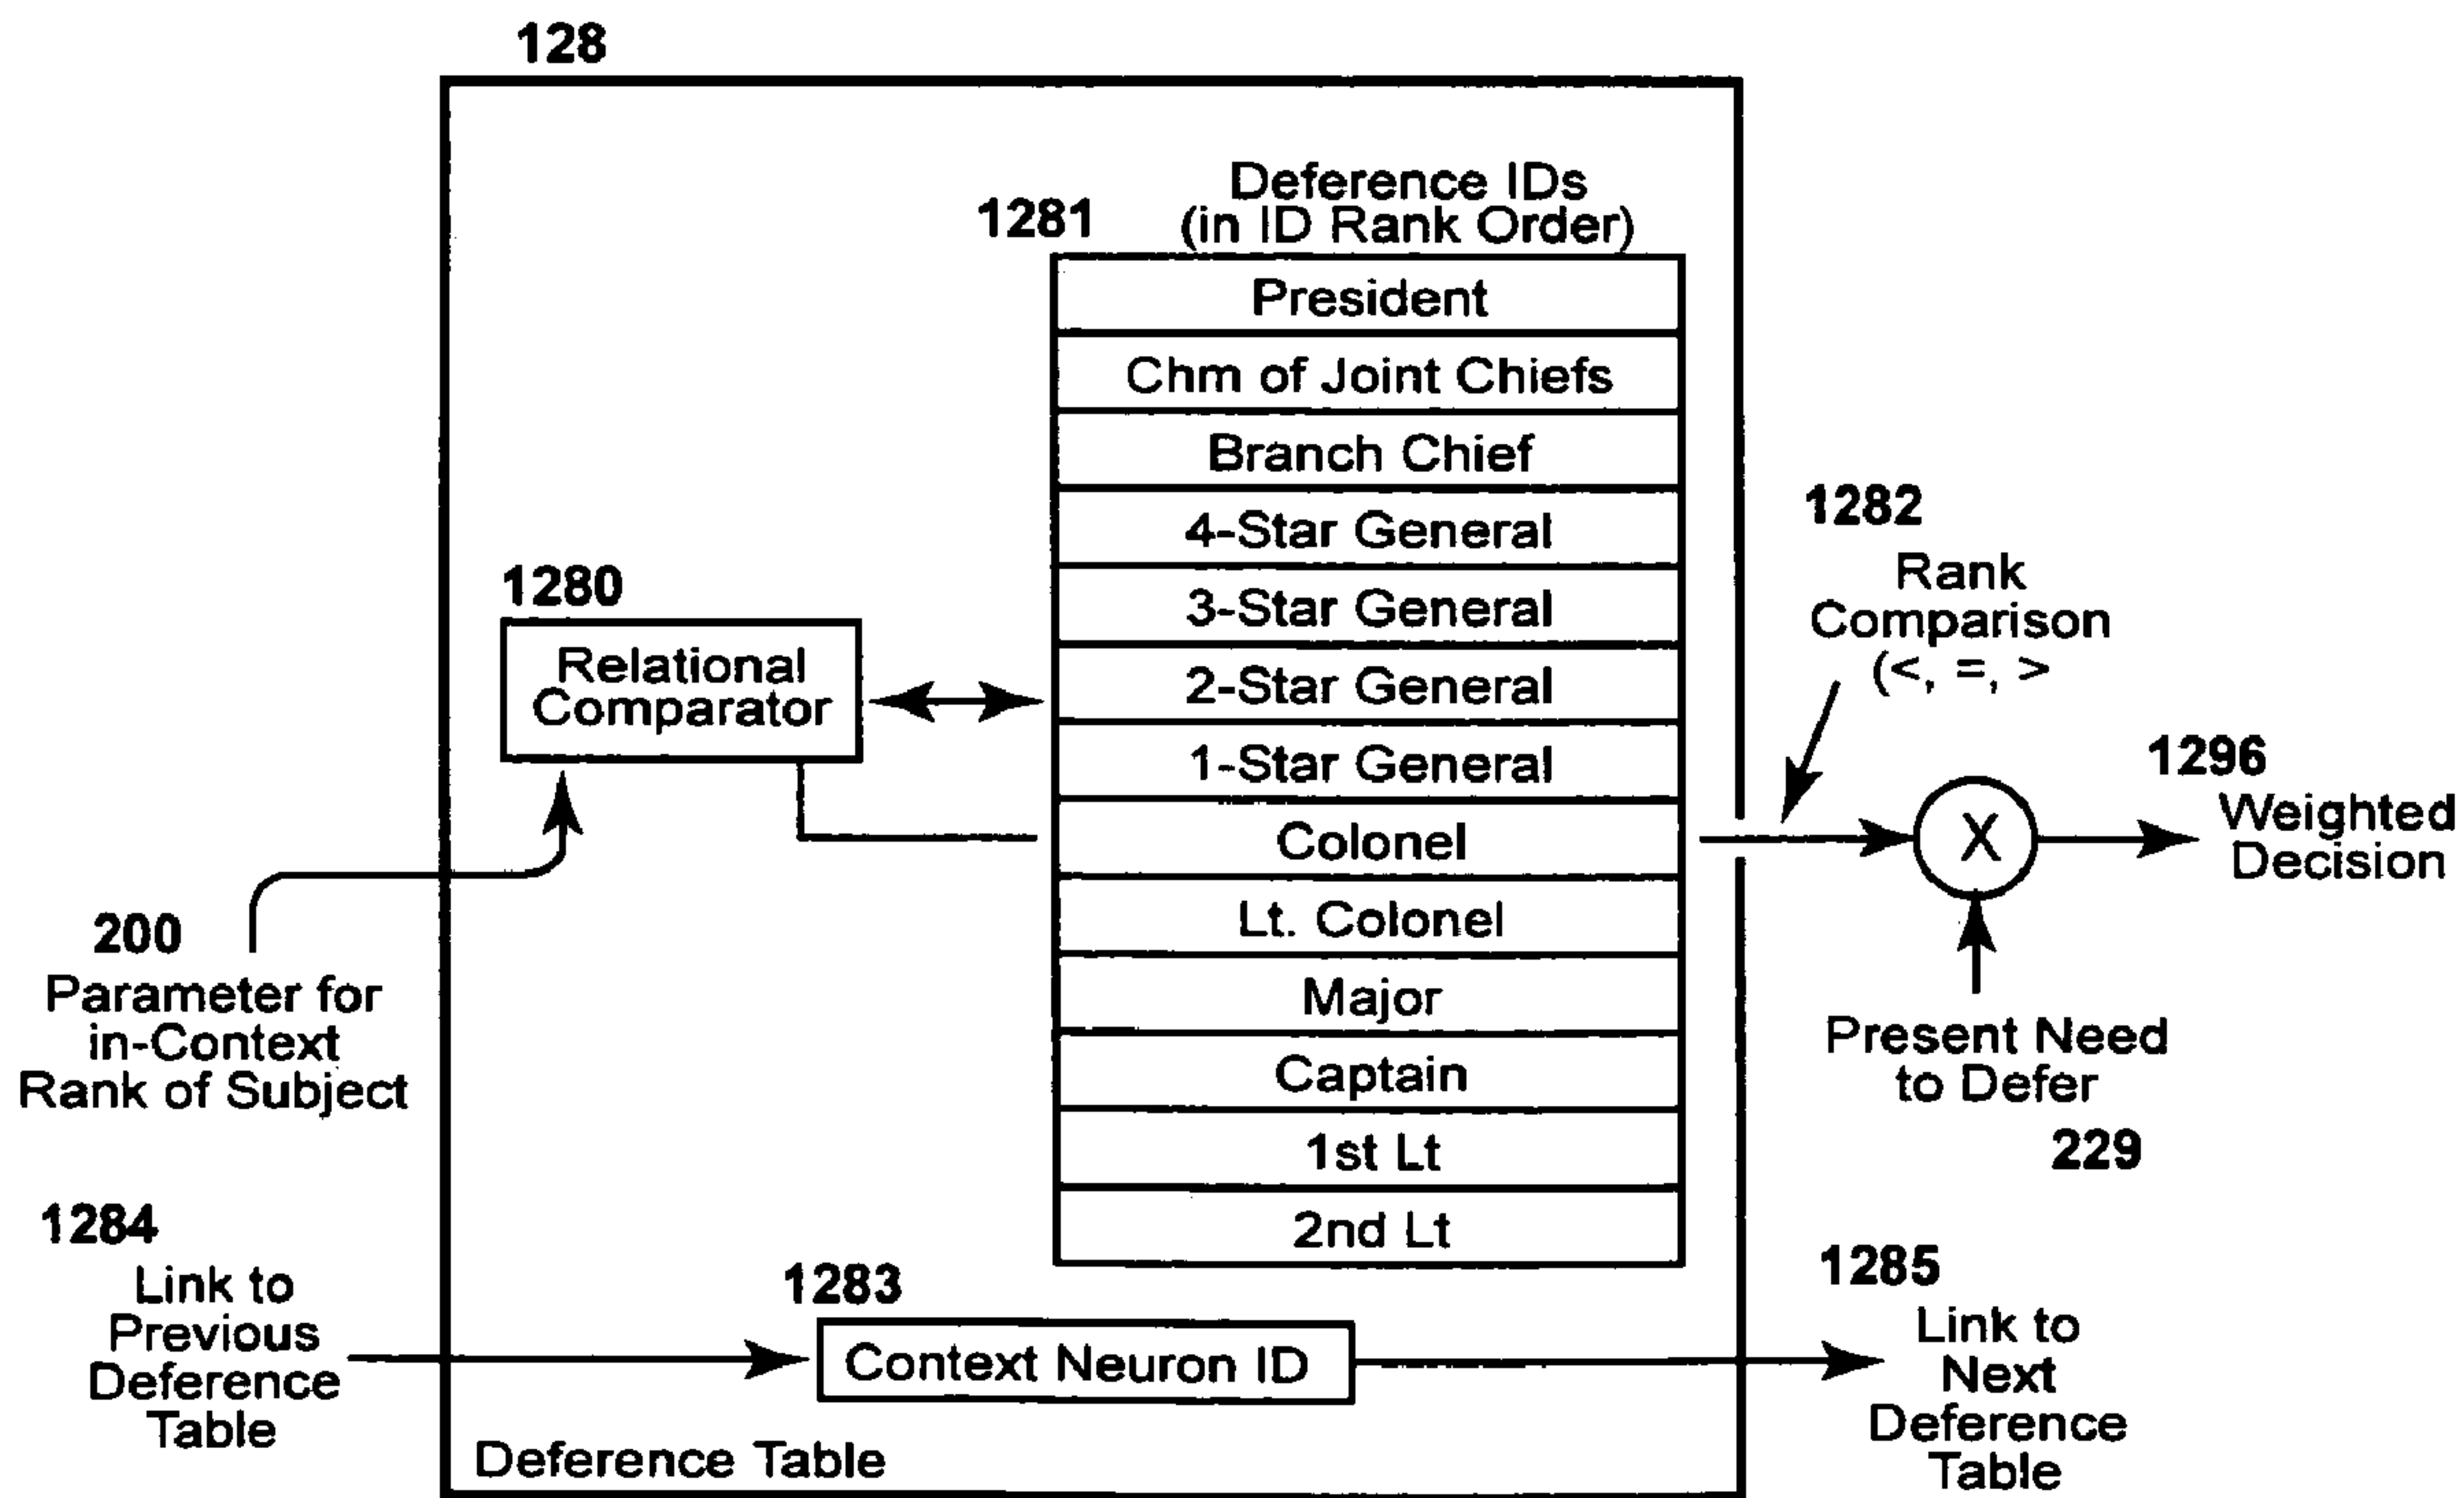 128
1281
Deference IDs
(in ID Rank Order)
President
Chm of Joint Chiefs
Branch Chief
4-Star General
3-Star General
2-Star General
1-Star General
Colonel
Lt. Colonel
Major
Captain
1st Lt
2nd Lt
1280
Relational
Comparator
200
Parameter for
in-Context
Rank of Subject
1282
Rank
Comparison
(<, =, >
X
1296
Weighted
Decision
Present Need
to Defer
229
1284
Link to
Previous
Deference
Table
1283
Context Neuron ID
1285
Link to
Next
Deference
Table
Deference Table